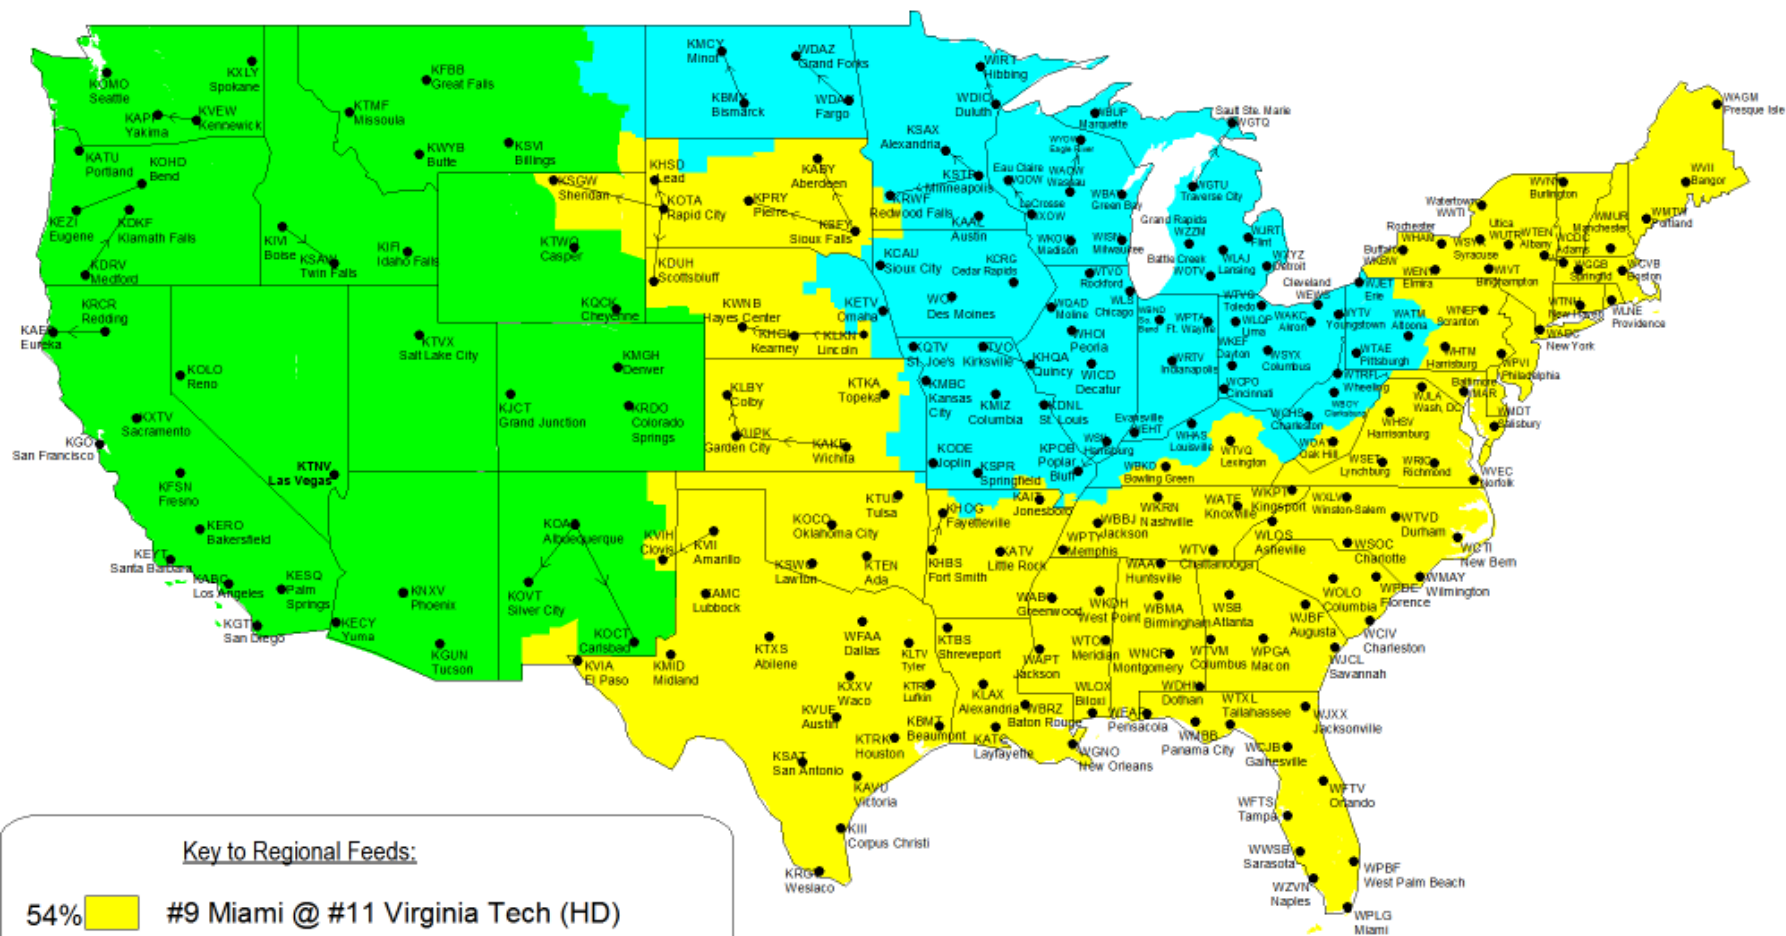 KOMO
Seattle
KXLY
Spokane
KVEW
Kennewick
Yakima
KATU
Portland
KOHD
Bend
KEZI
Eugene
KDKF
Klamath Falls
KDRV
Medford
KFBB
Great Falls
KTMF
Missoula
KWYB
Butte
KSVI
Billings
KIVI
Boise
Twin Falls
KIFI
Idaho Falls
KSGW
Sheridan
KTWO
Casper
KQCK
Cheyenne
KRCR
Redding
Eureka
KOLO
Reno
KXTV
Sacramento
KGO
San Francisco
KFSN
Fresno
KTNV
Las Vegas
KERO
Bakersfield
KEYT
Santa Barbara
KABC
Los Angeles
KESQ
Palm
Springs
San Diego
KECY
Yuma
KNXV
Phoenix
KGUN
Tucson
KTVX
Salt Lake City
KJCT
Grand Junction
KMGH
Denver
KRDO
Colorado
Springs
KOAT
Albuquerque
KOVT
Silver City
KOCT
Carlsbad
KVIH
Clovis
KVII
Amarillo
KAMC
Lubbock
KVIA
El Paso
KMID
Midland
KTXS
Abilene
WFAA
Dallas
KLTV
Tyler
KTRE
Lufkin
KXXV
Waco
KVUE
Austin
KBMT
Beaumont
KTRK
Houston
KSAT
San Antonio
KAVU
Victoria
KIII
Corpus Christi
Weslaco
KMCY
Minot
KBMY
Bismarck
WDAZ
Grand Forks
WDAY
Fargo
KHSD
Lead
KOTA
Rapid City
KPRY
Pierre
KABY
Aberdeen
KSFY
Sioux Falls
KDUH
Scottsbluff
KWNB
Hayes Center
KHGI
Kearney
KLKN
Lincoln
KETV
Omaha
KLBY
Colby
KUPK
Garden City
KAKE
Wichita
KTKA
Topeka
KTUL
Tulsa
KOCO
Oklahoma City
KSWO
Lawton
KTEN
Ada
WIRT
Hibbing
WDIO
Duluth
KSAX
Alexandria
KSTP
Minneapolis
KRWF
Redwood Falls
KAAL
Austin
KCAU
Sioux City
KCRG
Cedar Rapids
WOI
Des Moines
KQTV
St. Joe's
KTVO
Kirksville
KMBC
Kansas
City
KMIZ
Columbia
KDNL
St. Louis
KODE
Joplin
KSPR
Springfield
KPOB
Poplar
Bluff
KHQA
Quincy
WQAD
Moline
WHOI
Peoria
WICD
Decatur
WSIL
Harrisburg
WBUP
Marquette
Eagle River
Eau Claire
WQOW
WAOW
Wausau
LaCrosse
WXOW
WBAY
Green Bay
WKOW
Madison
WISN
Milwaukee
WTVO
Rockford
WLS
Chicago
Sault Ste. Marie
WGTQ
WGTU
Traverse City
Grand Rapids
WZZM
Battle Creek
WOTV
WLAJ
Lansing
WJRT
Flint
WXYZ
Detroit
WPTA
Ft. Wayne
WRTV
Indianapolis
Evansville
WEHT
WTVG
Toledo
Lima
Cleveland
WEWS
WAKC
Akron
WYTV
Youngstown
WKEF
Dayton
WSYX
Columbus
WCPO
Cincinnati
WTRF
Wheeling
WCHS
Charleston
WOAY
Oak Hill
WBOY
Clarksburg
WHAS
Louisville
WTVQ
Lexington
WBKO
Bowling Green
WJET
Erie
WATM
Altoona
WTAE
Pittsburgh
WHTM
Harrisburg
WNEP
Scranton
WPVI
Philadelphia
Buffalo
WKBW
Rochester
WHAM
WENY
Elmira
WSYR
Syracuse
WIVT
Binghampton
Watertown
WWTI
Utica
WUTR
WTEN
Albany
WCDC
Adams
WGGB
Springfld
WCVB
Boston
WTNH
New Haven
WLNE
Providence
WABC
New York
WVNY
Burlington
WMUR
Manchester
WMTW
Portland
WVII
Bangor
WAGM
Presque Isle
Baltimore
WMAR
WJLA
Wash, DC
WMDT
Salisbury
WHSV
Harrisonburg
WSET
Lynchburg
WRIC
Richmond
WVEC
Norfolk
KHOG
Fayetteville
KHBS
Fort Smith
KATV
Little Rock
KAIT
Jonesboro
WPTY
Memphis
WBBJ
Jackson
WKRN
Nashville
WATE
Knoxville
WKPT
Kingsport
Chattanooga
WLOS
Asheville
WXLV
Winston-Salem
WTVD
Durham
WSOC
Charlotte
WCTI
New Bern
WMAY
Wilmington
WPDE
Florence
WOLO
Columbia
WCIV
Charleston
WJBF
Augusta
WJCL
Savannah
WSB
Atlanta
WPGA
Macon
WTVM
Columbus
Huntsville
WBMA
Birmingham
WNCF
Montgomery
WDHN
Dothan
Greenwood
WKDH
West Point
WTOK
Meridian
WAPT
Jackson
WLOX
Biloxi
KTBS
Shreveport
KLAX
Alexandria
WBRZ
Baton Rouge
KATC
Layfayette
WGNO
New Orleans
WEAR
Pensacola
WMBB
Panama City
WTXL
Tallahassee
WJXX
Jacksonville
WCJB
Gainesville
WFTV
Orlando
WFTS
Tampa
WWSB
Sarasota
WZVN
Naples
WPBF
West Palm Beach
WPLG
Miami
Key to Regional Feeds:
54% #9 Miami @ #11 Virginia Tech (HD)